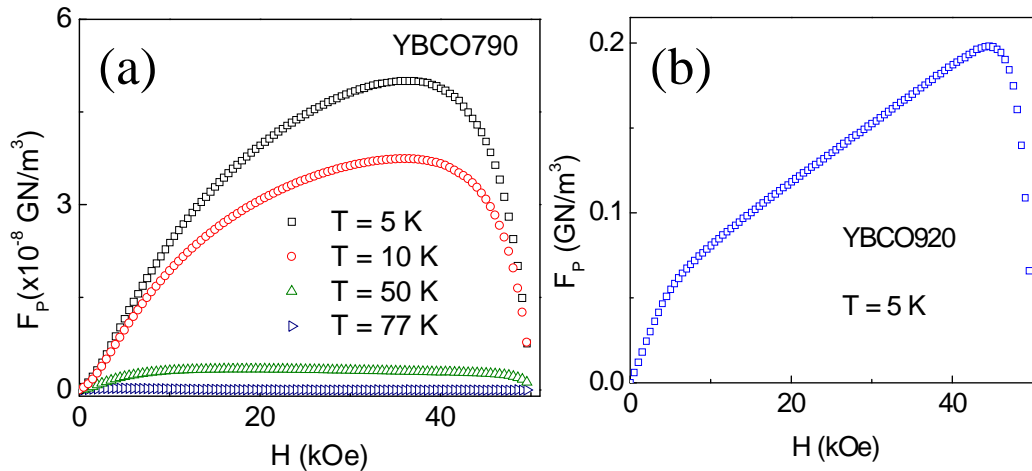 (a)
YBCO790
6
3
0
F_P(x10^-8 GN/m^3)
T = 5 K
T = 10 K
T = 50 K
T = 77 K
0 20 40
H (kOe)
(b)
0.2
0.1
0.0
F_P (GN/m^3)
YBCO920
T = 5 K
0 20 40
H (kOe)